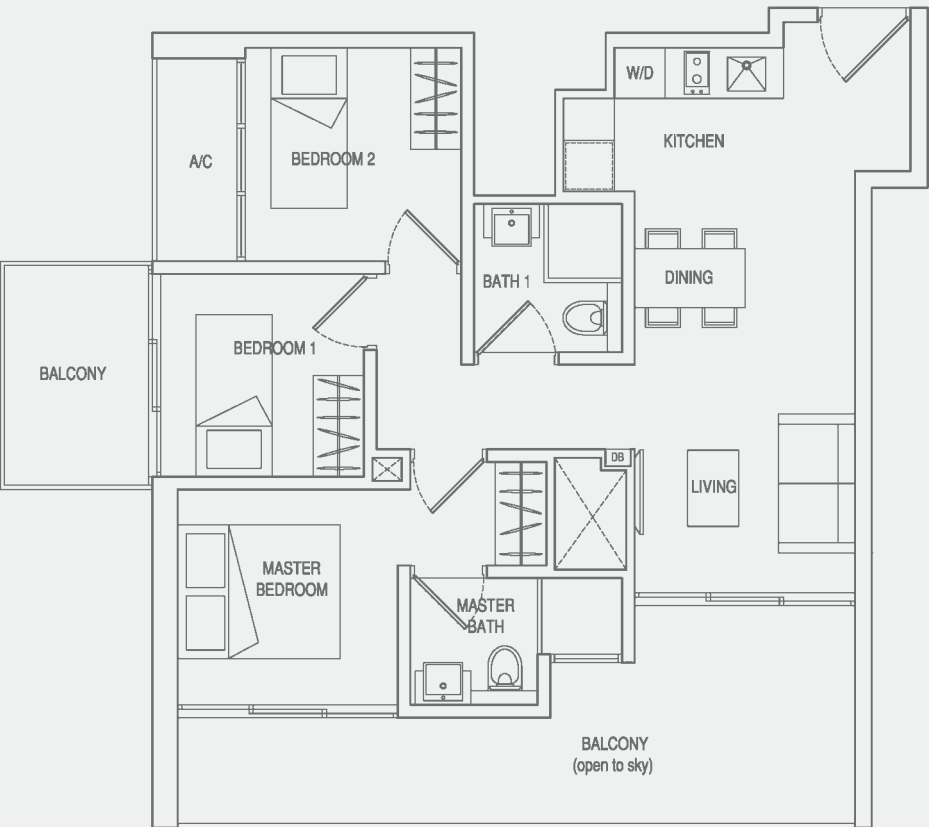 W/D
KITCHEN
A/C
BEDROOM 2
BATH 1
DINING
BEDROOM 1
BALCONY
DB
LIVING
MASTER
BEDROOM
MASTER
BATH
BALCONY
(open to sky)